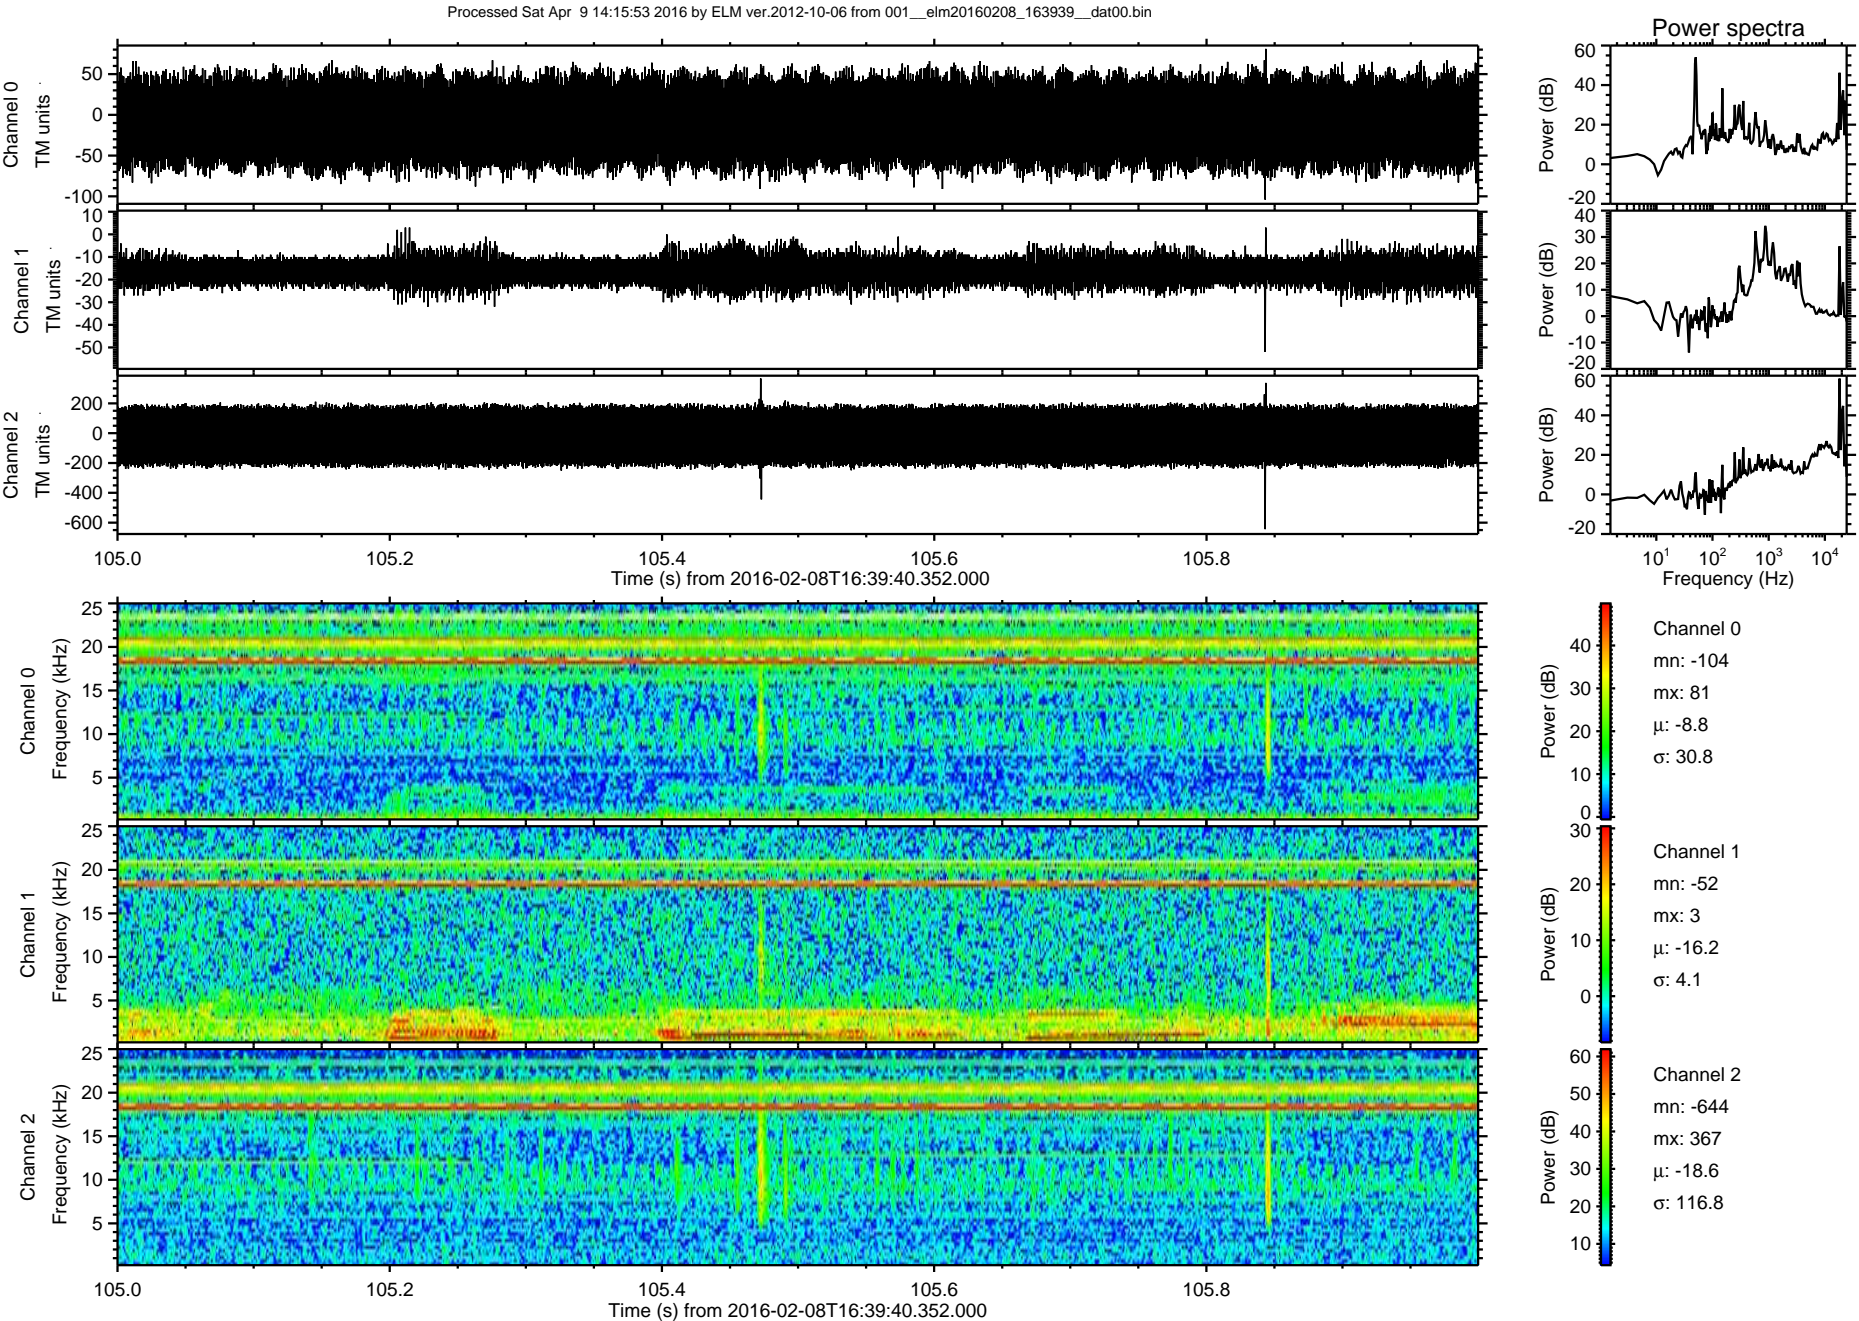 Processed Sat Apr 9 14:15:53 2016 by ELM ver.2012-10-06 from 001__elm20160208_163939__dat00.bin
Power spectra
Channel 0
TM units
50
0
-50
-100
Power (dB)
60
40
20
0
-20
Channel 1
TM units
10
0
-10
-20
-30
-40
-50
Power (dB)
40
30
20
10
0
-10
-20
Channel 2
TM units
200
0
-200
-400
-600
Power (dB)
60
40
20
0
-20
105.0 105.2 105.4 105.6 105.8
Time (s) from 2016-02-08T16:39:40.352.000
10¹ 10² 10³ 10⁴
Frequency (Hz)
Channel 0
Frequency (kHz)
25
20
15
10
5
Power (dB)
40
30
20
10
0
Channel 0
mn: -104
mx: 81
μ: -8.8
σ: 30.8
Channel 1
Frequency (kHz)
25
20
15
10
5
Power (dB)
30
20
10
0
Channel 1
mn: -52
mx: 3
μ: -16.2
σ: 4.1
Channel 2
Frequency (kHz)
25
20
15
10
5
Power (dB)
60
50
40
30
20
10
Channel 2
mn: -644
mx: 367
μ: -18.6
σ: 116.8
105.0 105.2 105.4 105.6 105.8
Time (s) from 2016-02-08T16:39:40.352.000